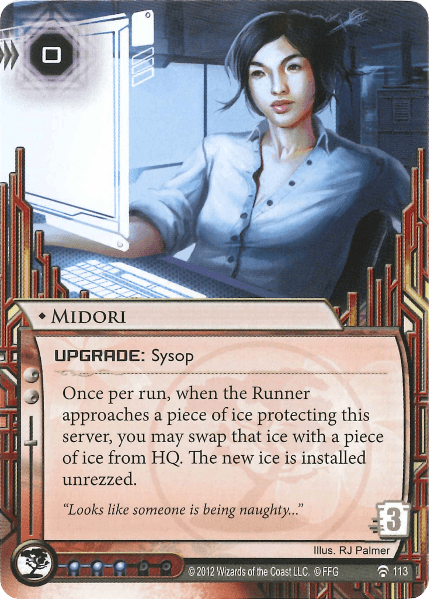 0
◆ MIDORI
UPGRADE: Sysop
Once per run, when the Runner
approaches a piece of ice protecting this
server, you may swap that ice with a piece
of ice from HQ. The new ice is installed
unrezzed.
"Looks like someone is being naughty..."
3
Illus. RJ Palmer
© 2012 Wizards of the Coast LLC. © FFG
113